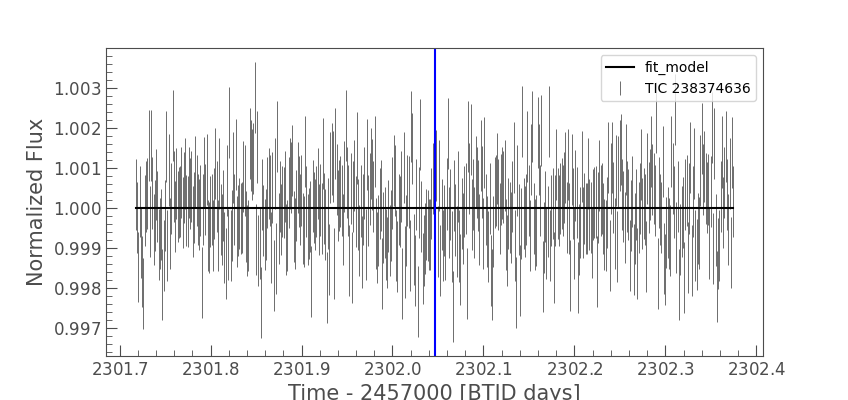 fit_model
TIC 238374636
1.003
1.002
1.001
1.000
0.999
0.998
0.997
Normalized Flux
2301.7 2301.8 2301.9 2302.0 2302.1 2302.2 2302.3 2302.4
Time - 2457000 [BTJD days]